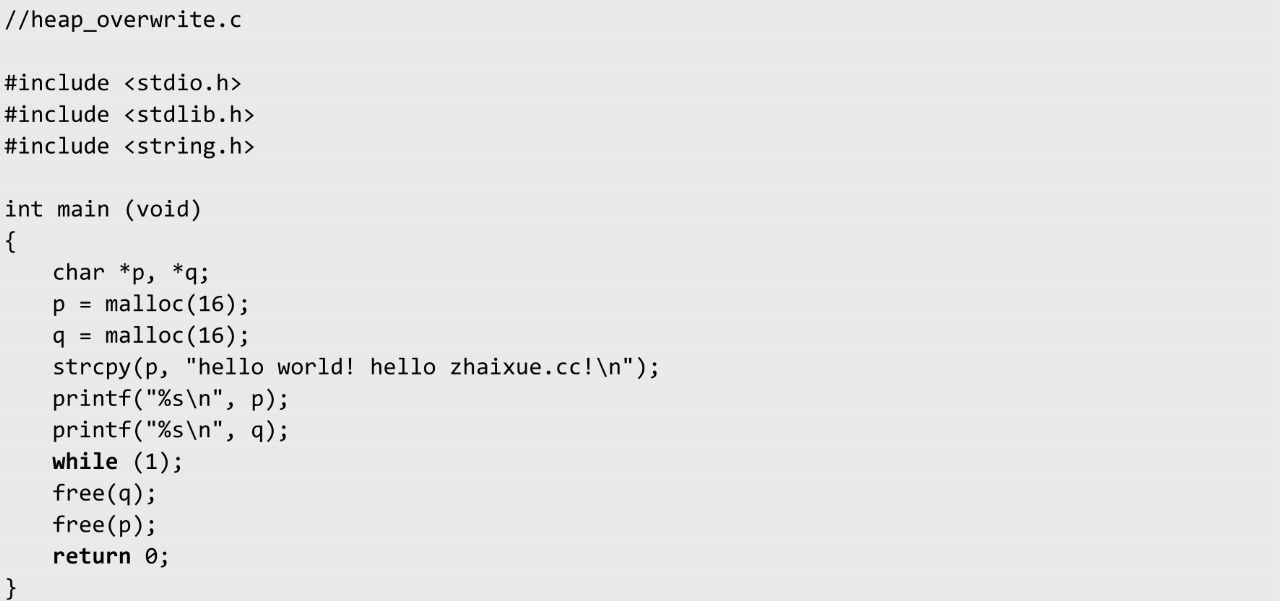 //heap_overwrite.c

#include <stdio.h>
#include <stdlib.h>
#include <string.h>

int main (void)
{
    char *p, *q;
    p = malloc(16);
    q = malloc(16);
    strcpy(p, "hello world! hello zhaixue.cc!\n");
    printf("%s\n", p);
    printf("%s\n", q);
    while (1);
    free(q);
    free(p);
    return 0;
}